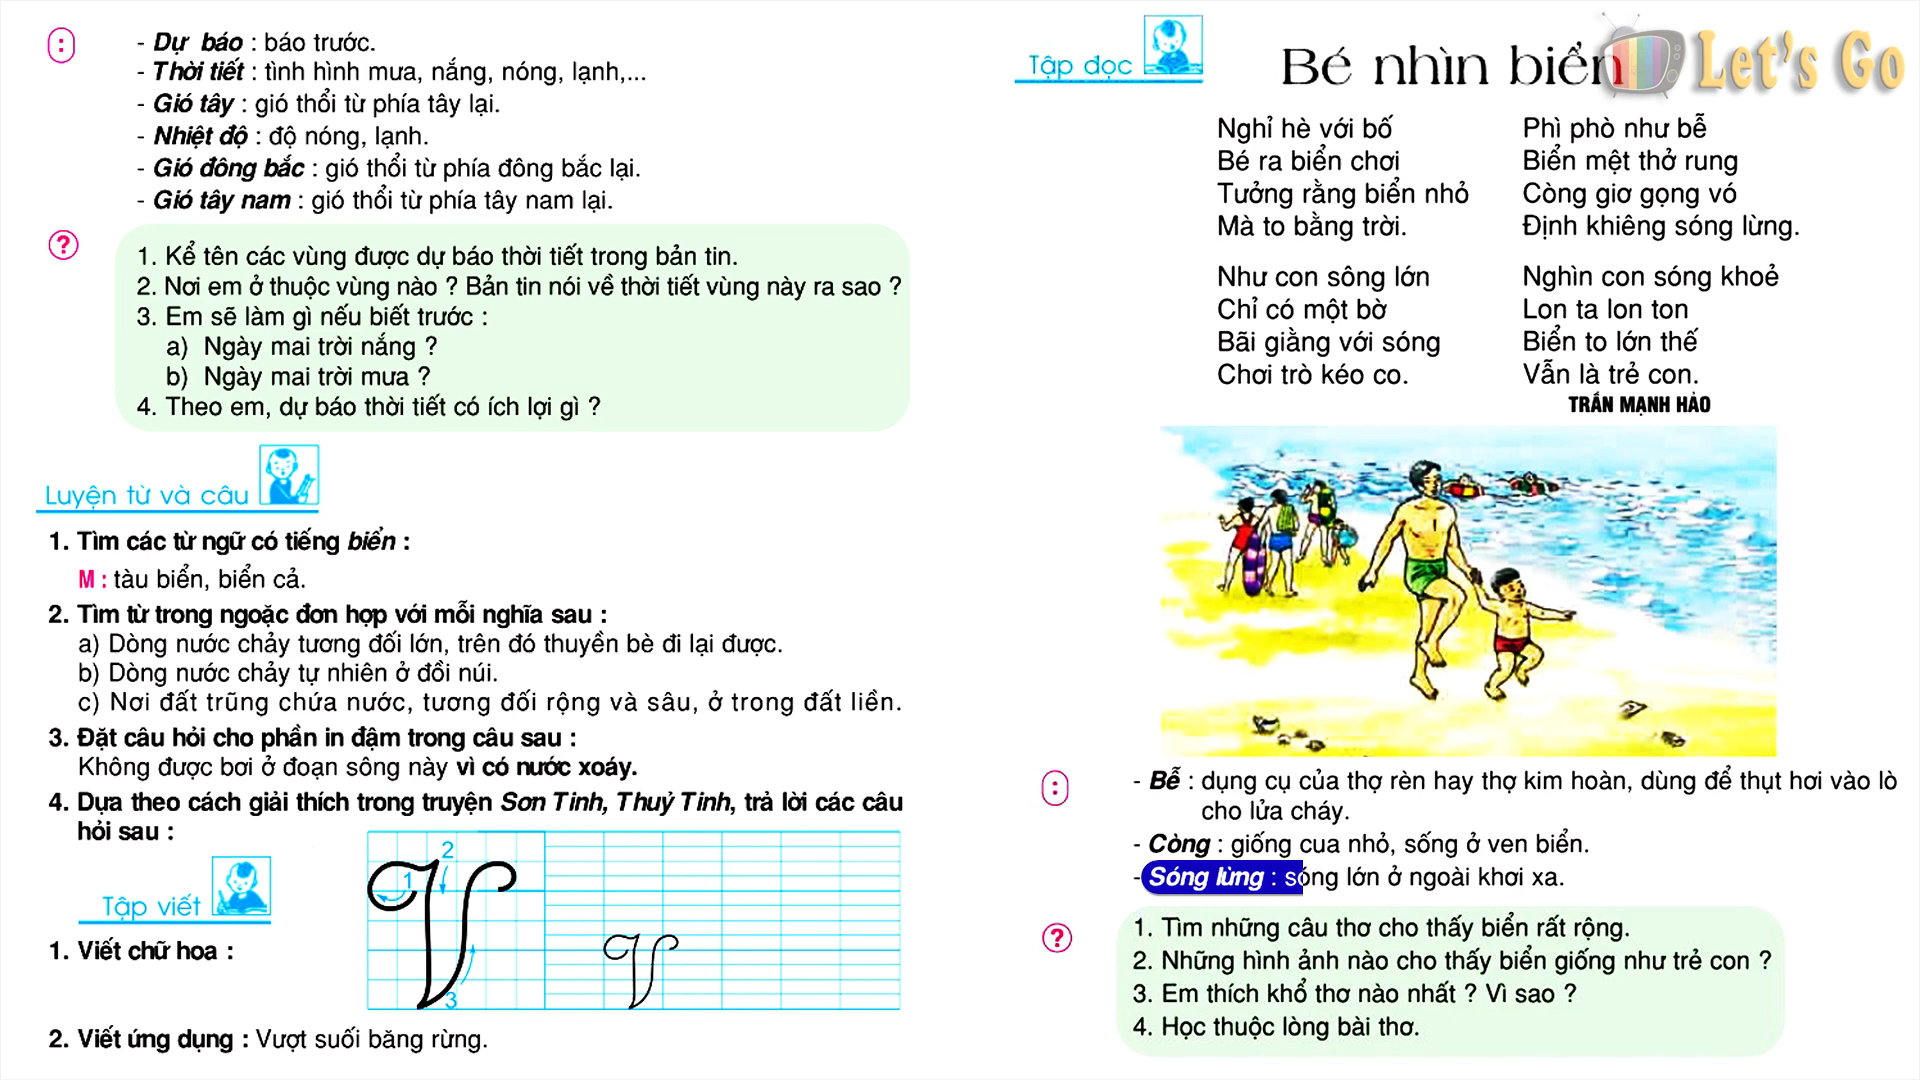 - Dự báo : báo trước.
- Thời tiết : tình hình mưa, nắng, nóng, lạnh,...
- Gió tây : gió thổi từ phía tây lại.
- Nhiệt độ : độ nóng, lạnh.
- Gió đông bắc : gió thổi từ phía đông bắc lại.
- Gió tây nam : gió thổi từ phía tây nam lại.
?
1. Kể tên các vùng được dự báo thời tiết trong bản tin.
2. Nơi em ở thuộc vùng nào ? Bản tin nói về thời tiết vùng này ra sao ?
3. Em sẽ làm gì nếu biết trước :
a) Ngày mai trời nắng ?
b) Ngày mai trời mưa ?
4. Theo em, dự báo thời tiết có ích lợi gì ?
Luyện từ và câu
1. Tìm các từ ngữ có tiếng biển :
M : tàu biển, biển cả.
2. Tìm từ trong ngoặc đơn hợp với mỗi nghĩa sau :
a) Dòng nước chảy tương đối lớn, trên đó thuyền bè đi lại được.
b) Dòng nước chảy tự nhiên ở đồi núi.
c) Nơi đất trũng chứa nước, tương đối rộng và sâu, ở trong đất liền.
3. Đặt câu hỏi cho phần in đậm trong câu sau :
Không được bơi ở đoạn sông này vì có nước xoáy.
4. Dựa theo cách giải thích trong truyện Sơn Tinh, Thuỷ Tinh, trả lời các câu
hỏi sau :
Tập viết
1. Viết chữ hoa :
V V
1 2 3
2. Viết ứng dụng : Vượt suối băng rừng.
Tập đọc
Bé nhìn biển
Let's Go
Nghỉ hè với bố
Bé ra biển chơi
Tưởng rằng biển nhỏ
Mà to bằng trời.
Như con sông lớn
Chỉ có một bờ
Bãi giằng với sóng
Chơi trò kéo co.
Phì phò như bễ
Biển mệt thở rung
Còng giơ gọng vó
Định khiêng sóng lừng.
Nghìn con sóng khoẻ
Lon ta lon ton
Biển to lớn thế
Vẫn là trẻ con.
TRẦN MẠNH HẢO
:
- Bễ : dụng cụ của thợ rèn hay thợ kim hoàn, dùng để thụt hơi vào lò
cho lửa cháy.
- Còng : giống cua nhỏ, sống ở ven biển.
- Sóng lừng : sóng lớn ở ngoài khơi xa.
?
1. Tìm những câu thơ cho thấy biển rất rộng.
2. Những hình ảnh nào cho thấy biển giống như trẻ con ?
3. Em thích khổ thơ nào nhất ? Vì sao ?
4. Học thuộc lòng bài thơ.